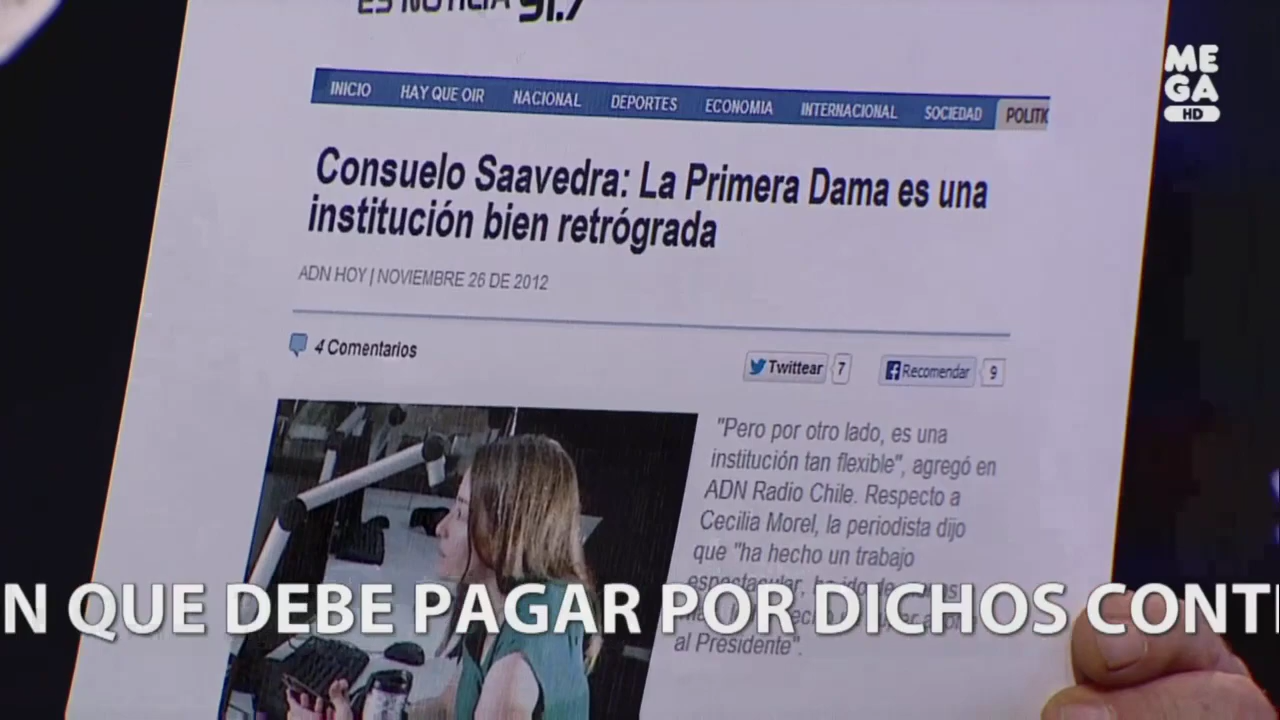 ES NOTICIA 91.7
ME
GA
HD
INICIO HAY QUE OIR NACIONAL DEPORTES ECONOMIA INTERNACIONAL SOCIEDAD POLITIC
Consuelo Saavedra: La Primera Dama es una
institución bien retrógrada
ADN HOY | NOVIEMBRE 26 DE 2012
4 Comentarios
Twittear 7
Recomendar 9
"Pero por otro lado, es una
institución tan flexible", agregó en
ADN Radio Chile. Respecto a
Cecilia Morel, la periodista dijo
que "ha hecho un trabajo
espectacular,
al Presidente".
N QUE DEBE PAGAR POR DICHOS CONT